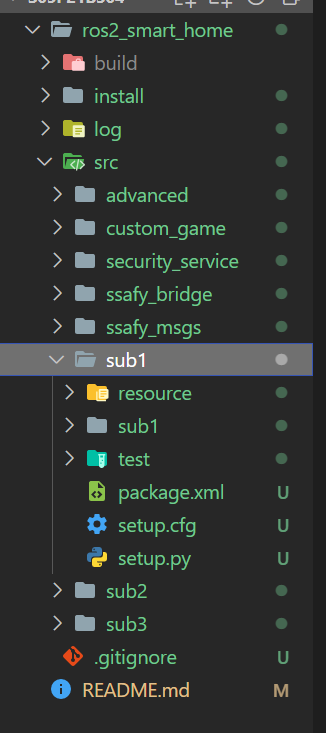 ros2_smart_home
build
install
log
src
advanced
custom_game
security_service
ssafy_bridge
ssafy_msgs
sub1
resource
sub1
test
package.xml U
setup.cfg U
setup.py U
sub2
sub3
.gitignore U
README.md M